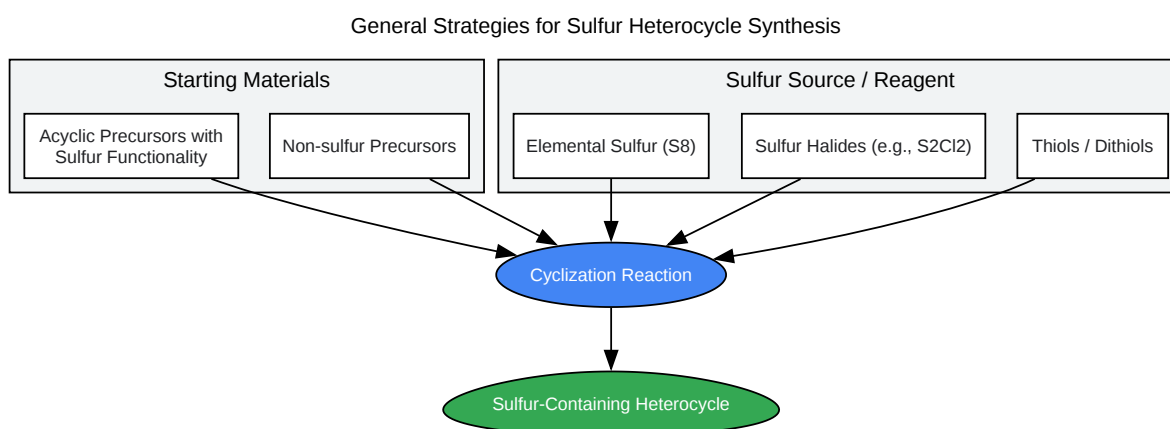 General Strategies for Sulfur Heterocycle Synthesis
Starting Materials
Sulfur Source / Reagent
Acyclic Precursors with
Sulfur Functionality
Non-sulfur Precursors
Elemental Sulfur (S8)
Sulfur Halides (e.g., S2Cl2)
Thiols / Dithiols
Cyclization Reaction
Sulfur-Containing Heterocycle